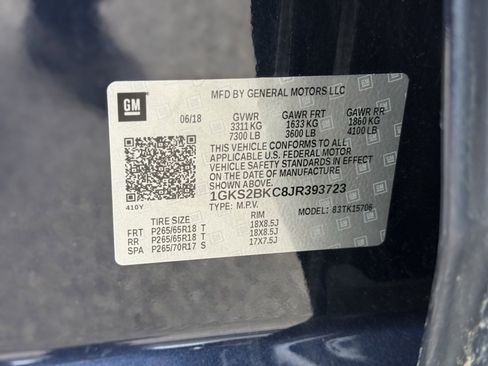 MFD BY GENERAL MOTORS LLC
GM
06/18 GVWR GAWR FRT GAWR RR
3311 KG 1633 KG 1860 KG
7300 LB 3600 LB 4100 LB
THIS VEHICLE CONFORMS TO ALL
APPLICABLE U.S. FEDERAL MOTOR
VEHICLE SAFETY STANDARDS IN EFFECT
ON THE DATE OF MANUFACTURE
SHOWN ABOVE.
1GKS2BKC8JR393723
410Y TYPE: M.P.V. MODEL: 83TK15706
TIRE SIZE RIM
FRT P265/65R18 T 18X8.5J
RR P265/65R18 T 18X8.5J
SPA P265/70R17 S 17X7.5J